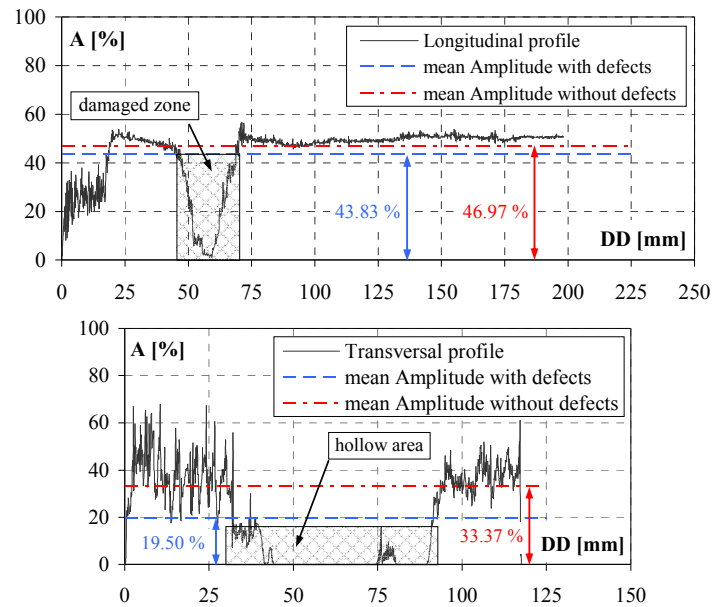 A [%]
100
80
60
40
20
0
Longitudinal profile
mean Amplitude with defects
mean Amplitude without defects
damaged zone
43.83 %
46.97 %
DD [mm]
0 25 50 75 100 125 150 175 200 225 250
A [%]
100
80
60
40
20
0
Transversal profile
mean Amplitude with defects
mean Amplitude without defects
hollow area
19.50 %
33.37 %
DD [mm]
0 25 50 75 100 125 150